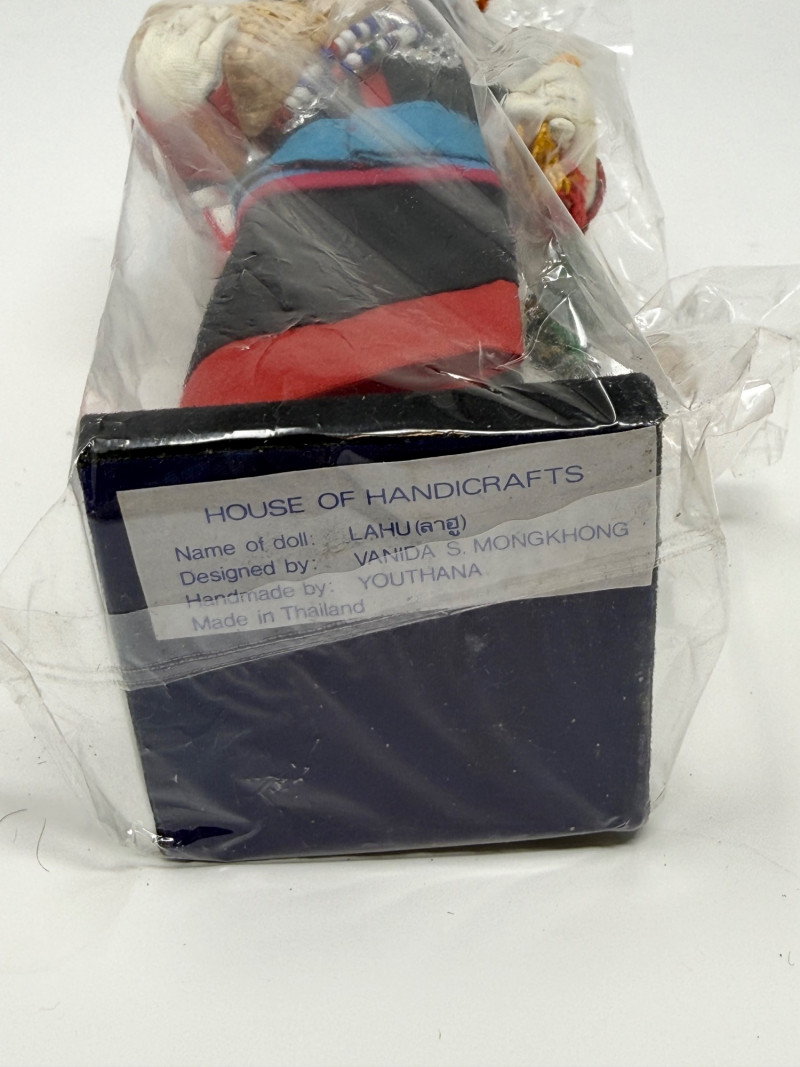 HOUSE OF HANDICRAFTS
Name of doll: LAHU (ลาฮู)
Designed by: VANIDA S. MONGKHONG
Handmade by: YOUTHANA
Made in Thailand